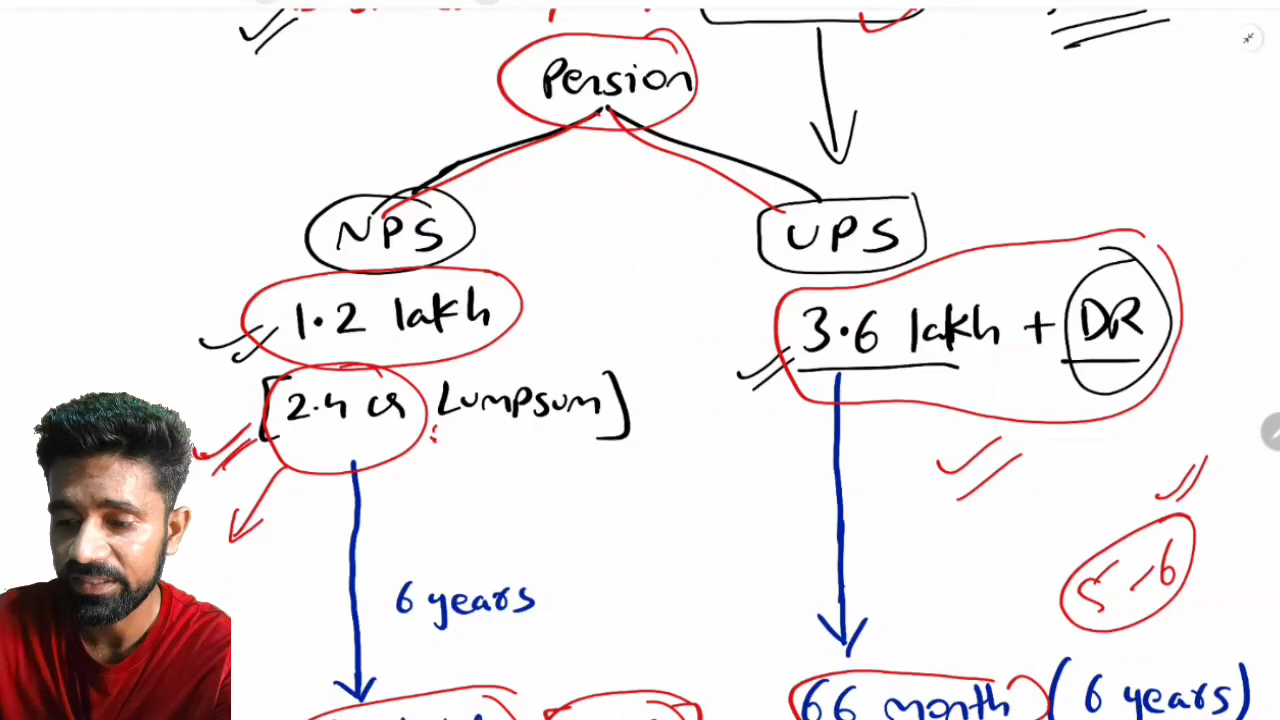 Pension
NPS
UPS
1.2 lakh
3.6 lakh + DR
[2.4 cr Lumpsum]
5-6
6 years
66 month (6 years)